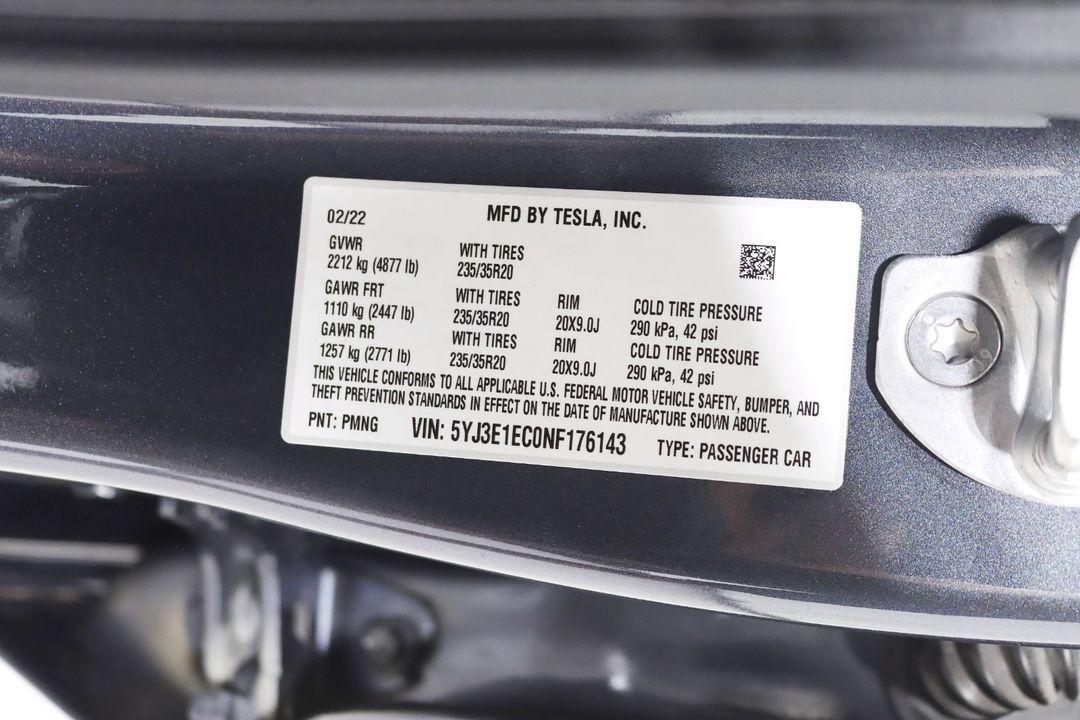 02/22 MFD BY TESLA, INC.
GVWR WITH TIRES
2212 kg (4877 lb) 235/35R20
GAWR FRT WITH TIRES RIM COLD TIRE PRESSURE
1110 kg (2447 lb) 235/35R20 20X9.0J 290 kPa, 42 psi
GAWR RR WITH TIRES RIM COLD TIRE PRESSURE
1257 kg (2771 lb) 235/35R20 20X9.0J 290 kPa, 42 psi
THIS VEHICLE CONFORMS TO ALL APPLICABLE U.S. FEDERAL MOTOR VEHICLE SAFETY, BUMPER, AND
THEFT PREVENTION STANDARDS IN EFFECT ON THE DATE OF MANUFACTURE SHOWN ABOVE.
PNT: PMNG VIN: 5YJ3E1EC0NF176143 TYPE: PASSENGER CAR